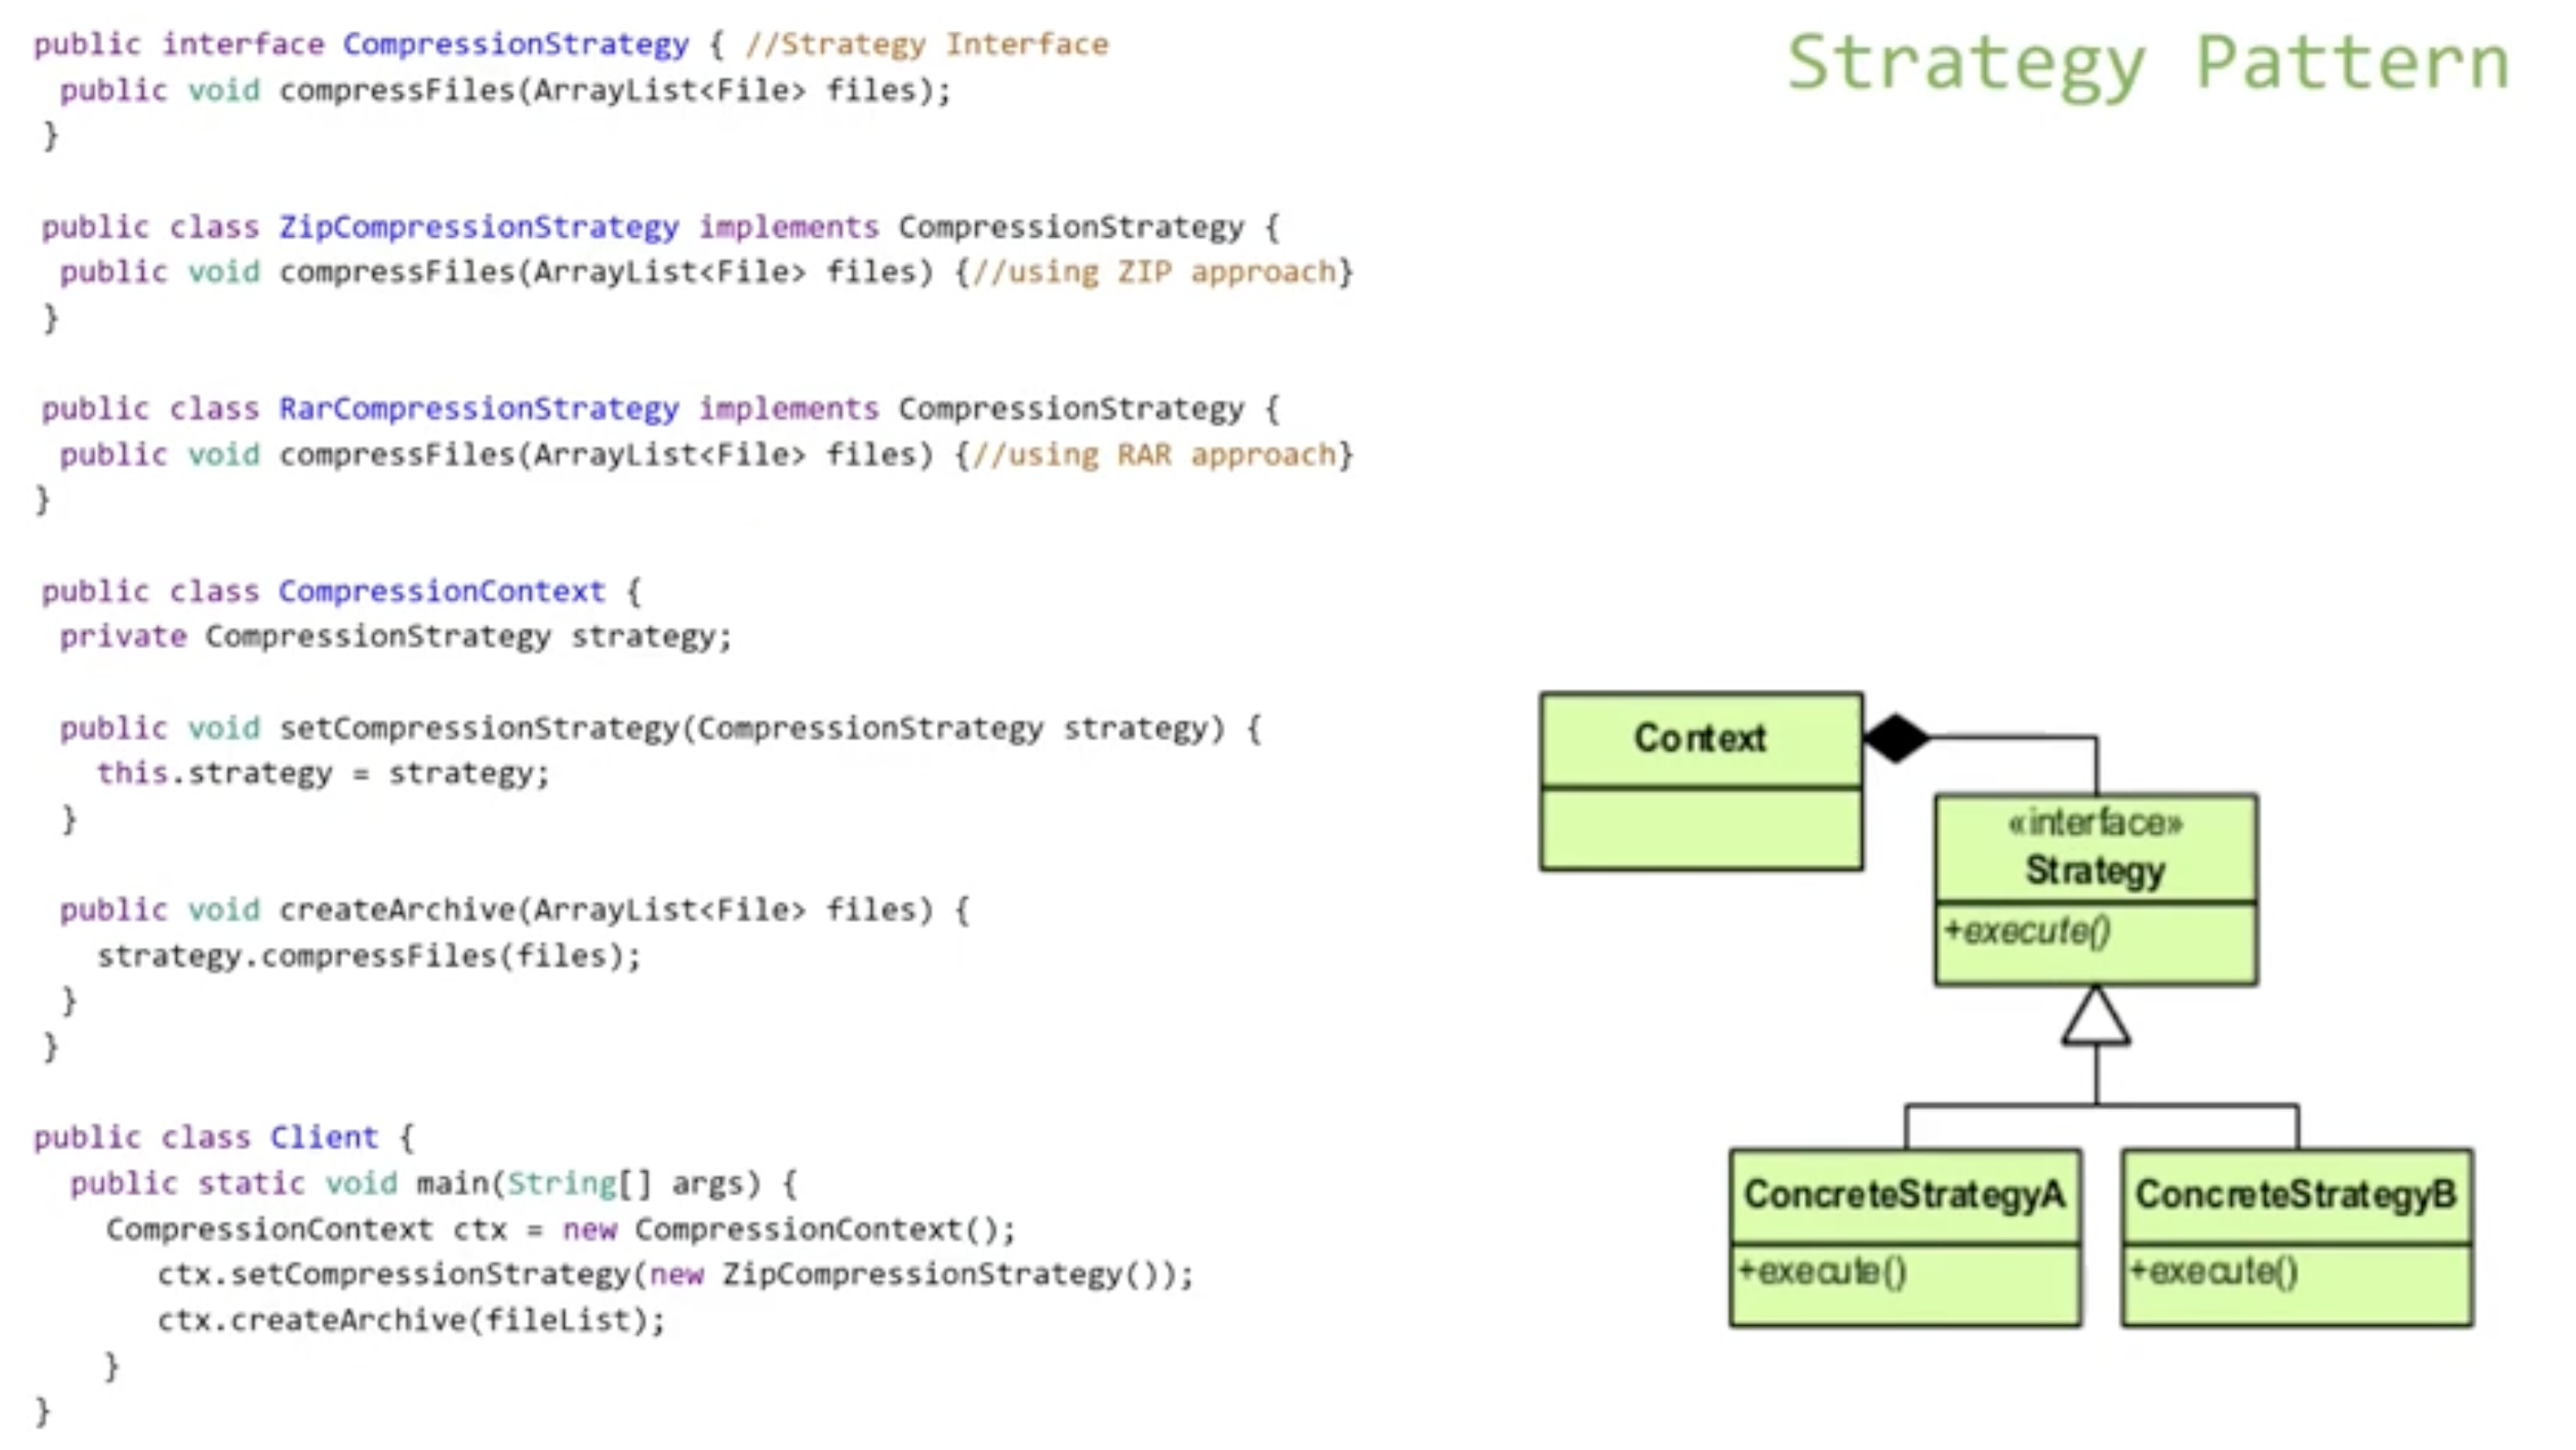 Strategy Pattern
public interface CompressionStrategy { //Strategy Interface
public void compressFiles(ArrayList<File> files);
}
public class ZipCompressionStrategy implements CompressionStrategy {
public void compressFiles(ArrayList<File> files) {//using ZIP approach}
}
public class RarCompressionStrategy implements CompressionStrategy {
public void compressFiles(ArrayList<File> files) {//using RAR approach}
}
public class CompressionContext {
private CompressionStrategy strategy;
public void setCompressionStrategy(CompressionStrategy strategy) {
this.strategy = strategy;
}
public void createArchive(ArrayList<File> files) {
strategy.compressFiles(files);
}
}
public class Client {
public static void main(String[] args) {
CompressionContext ctx = new CompressionContext();
ctx.setCompressionStrategy(new ZipCompressionStrategy());
ctx.createArchive(fileList);
}
}
Context
«interface»
Strategy
+execute()
ConcreteStrategyA
+execute()
ConcreteStrategyB
+execute()